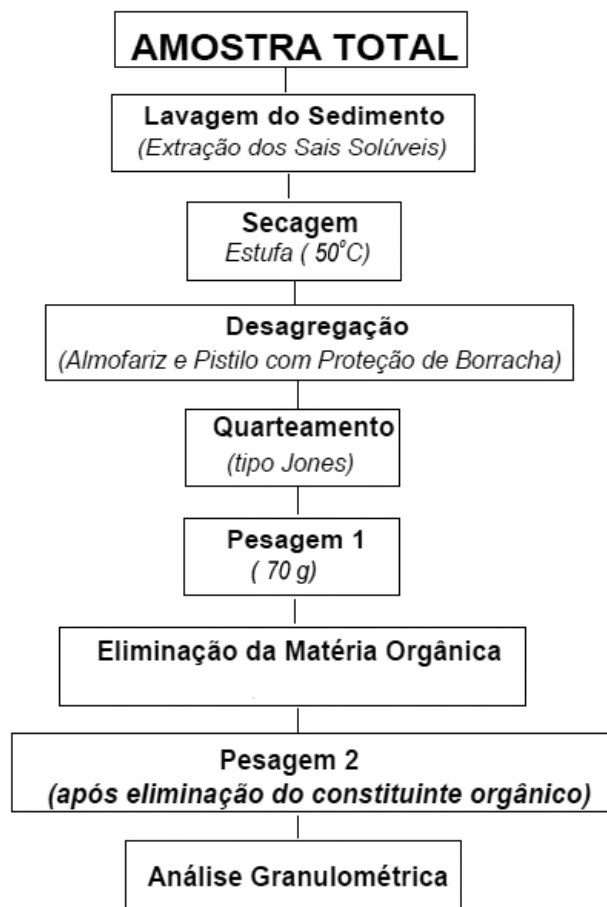 AMOSTRA TOTAL
Lavagem do Sedimento
(Extração dos Sais Solúveis)
Secagem
Estufa ( 50°C)
Desagregação
(Almofariz e Pistilo com Proteção de Borracha)
Quarteamento
(tipo Jones)
Pesagem 1
( 70 g)
Eliminação da Matéria Orgânica
Pesagem 2
(após eliminação do constituinte orgânico)
Análise Granulométrica